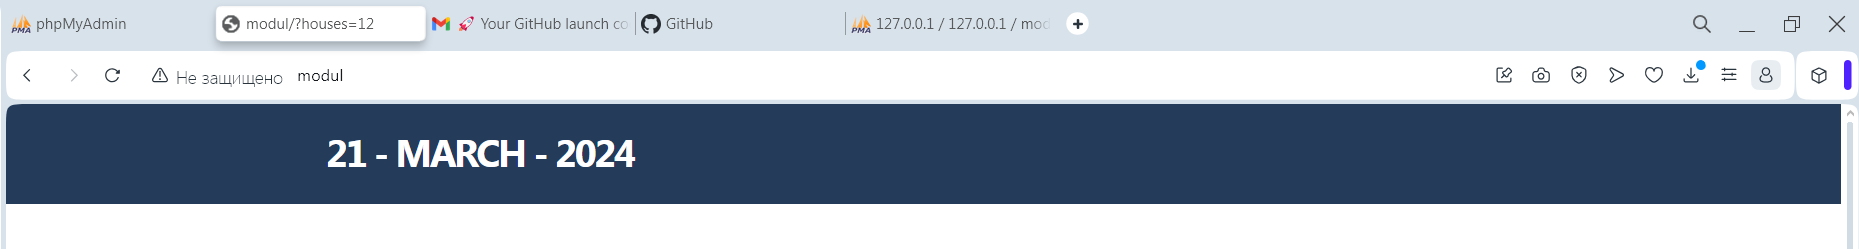 phpMyAdmin modul/?houses=12 Your GitHub launch co GitHub 127.0.0.1 / 127.0.0.1 / mod
Не защищено modul
21 - MARCH - 2024